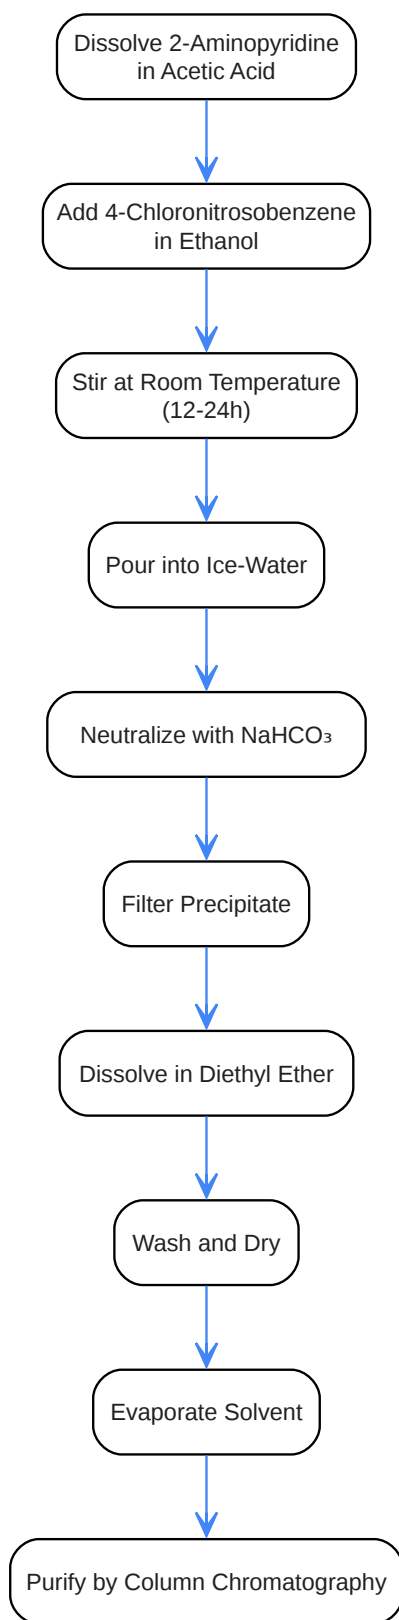 Dissolve 2-Aminopyridine
in Acetic Acid
Add 4-Chloronitrosobenzene
in Ethanol
Stir at Room Temperature
(12-24h)
Pour into Ice-Water
Neutralize with NaHCO₃
Filter Precipitate
Dissolve in Diethyl Ether
Wash and Dry
Evaporate Solvent
Purify by Column Chromatography